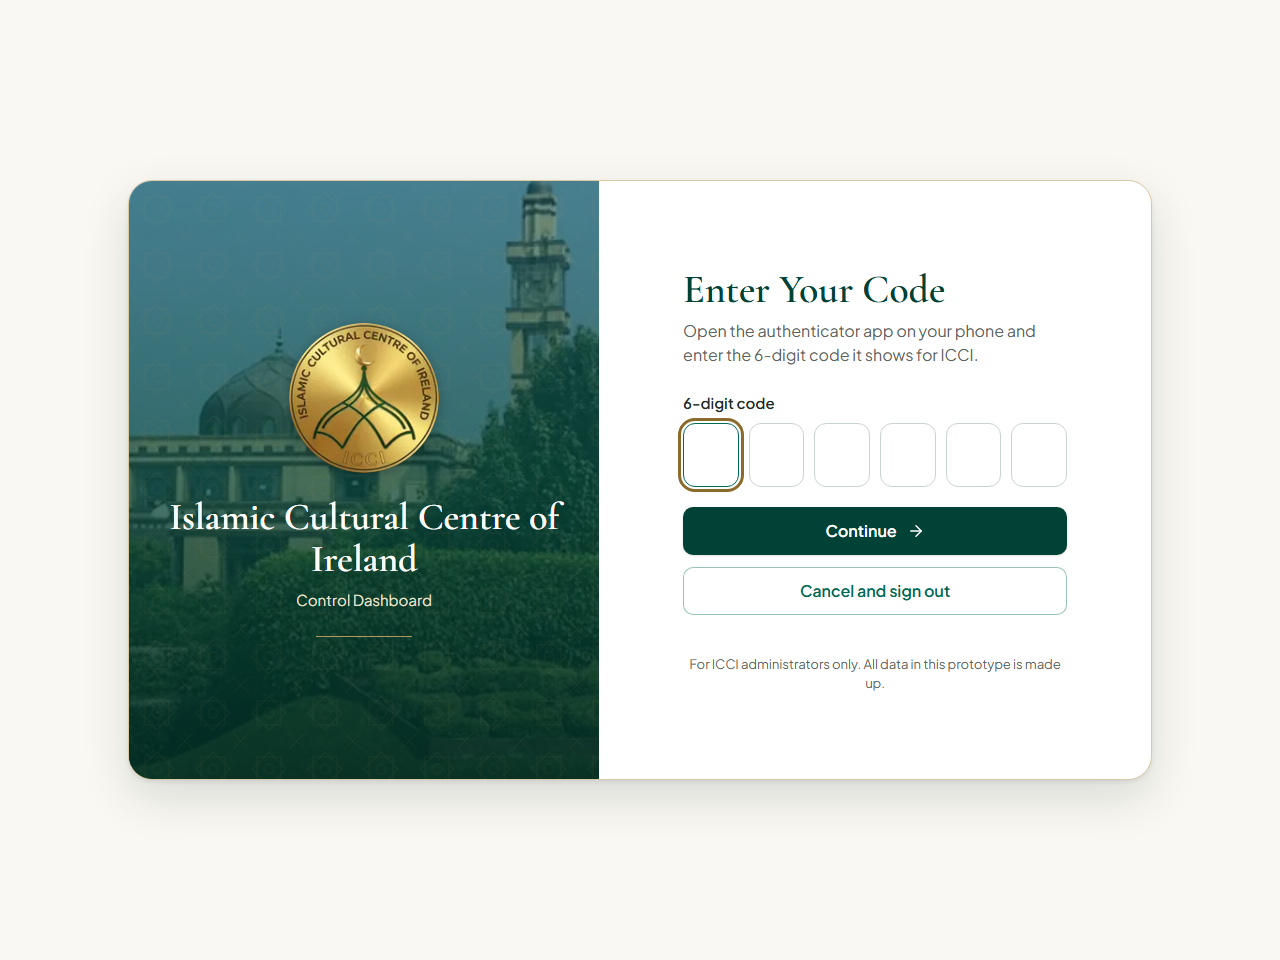 ISLAMIC CULTURAL CENTRE OF IRELAND
ICCI
Islamic Cultural Centre of
Ireland
Control Dashboard
Enter Your Code
Open the authenticator app on your phone and
enter the 6-digit code it shows for ICCI.
6-digit code
Continue
Cancel and sign out
For ICCI administrators only. All data in this prototype is made
up.